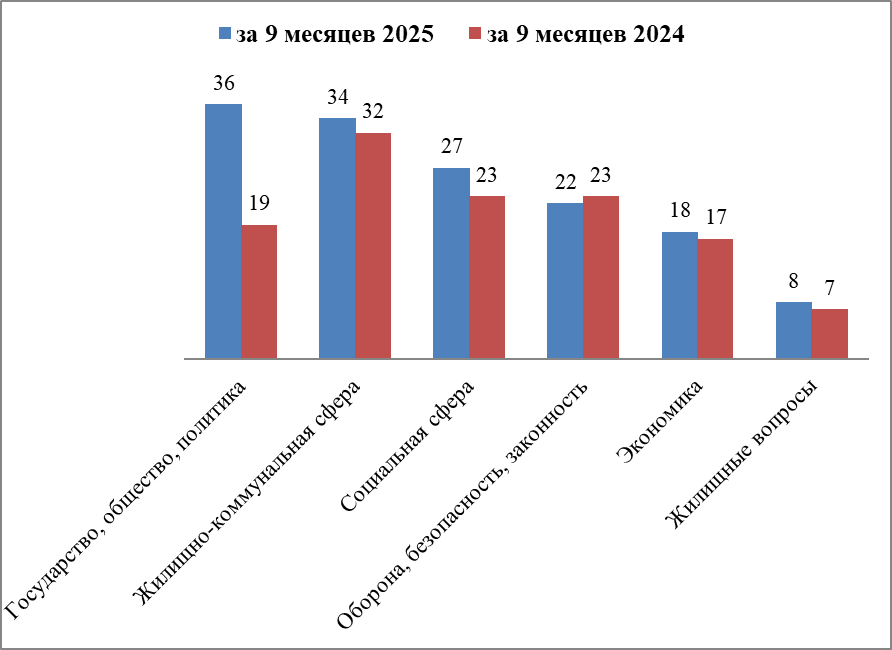 за 9 месяцев 2025
за 9 месяцев 2024
36
19
34
32
27
23
22
23
18
17
8
7
Государство, общество, политика
Жилищно-коммунальная сфера
Социальная сфера
Оборона, безопасность, законность
Экономика
Жилищные вопросы